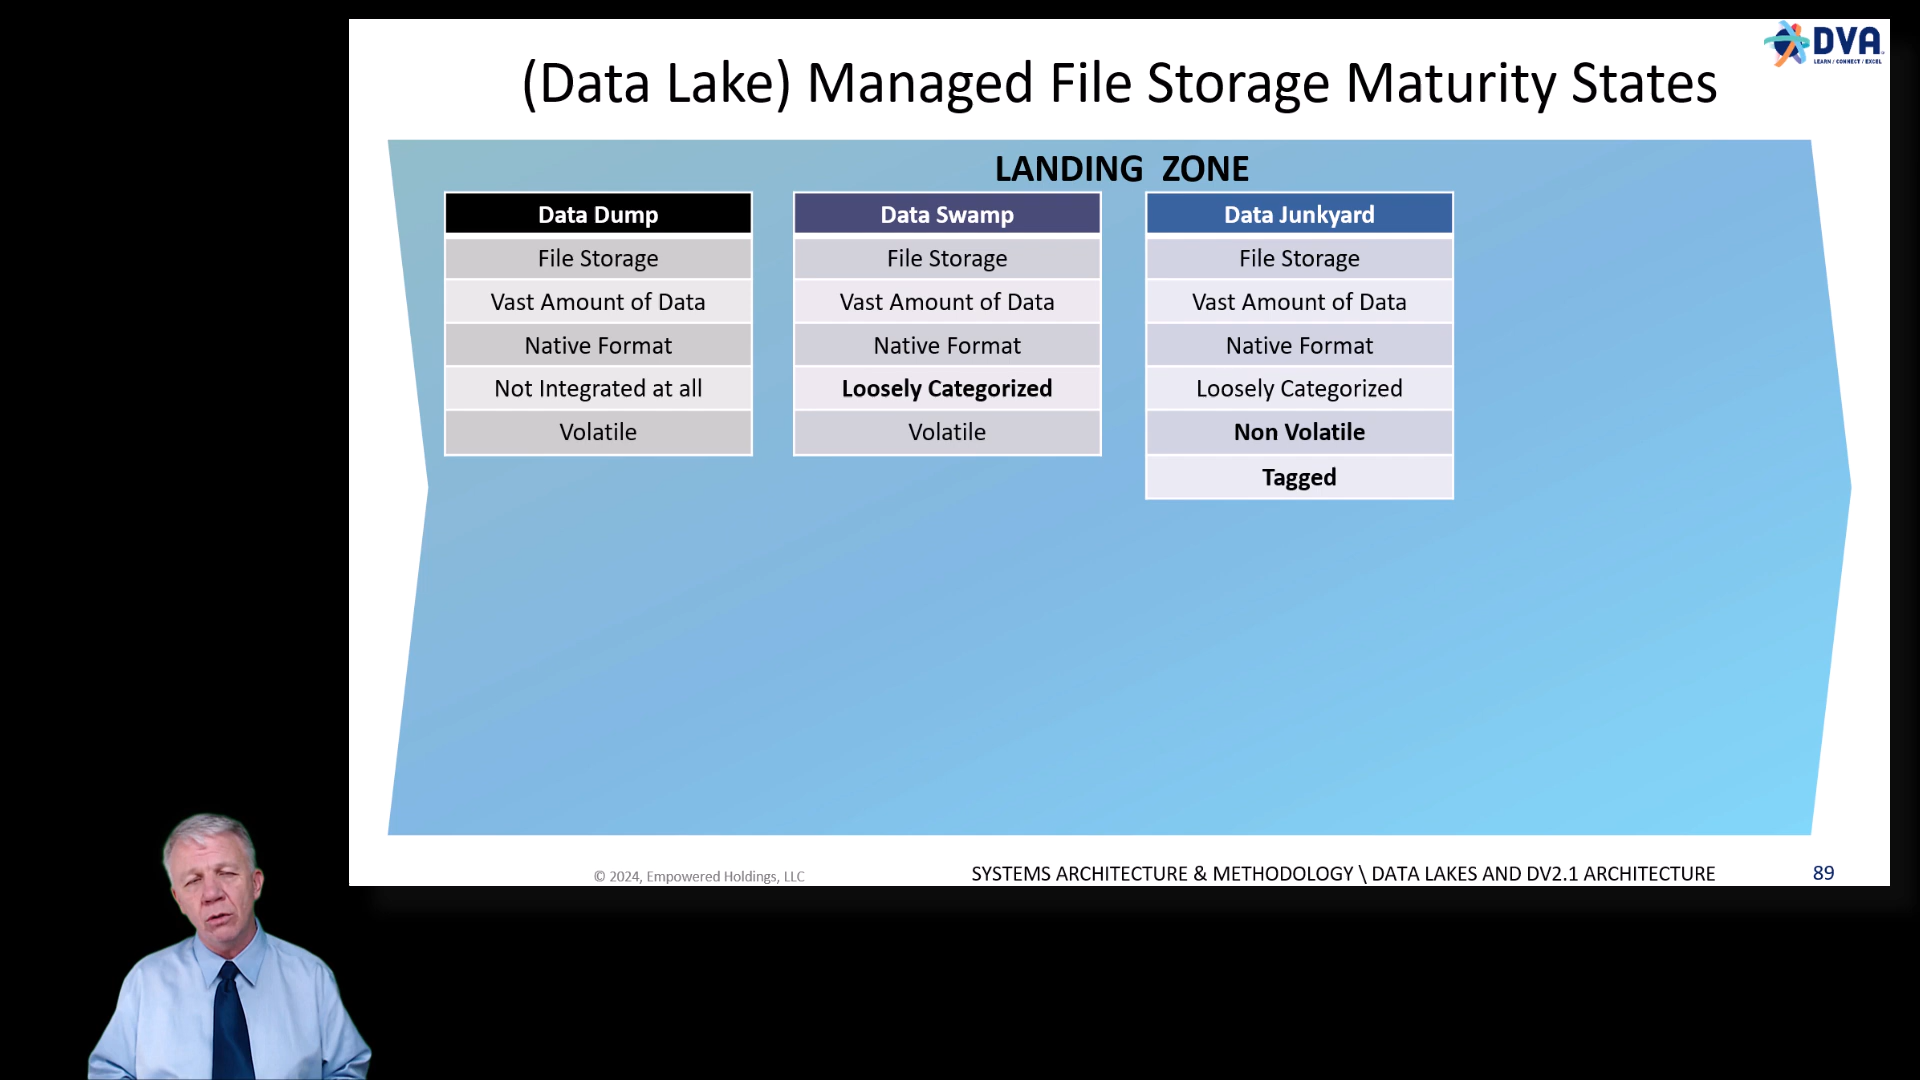 DVA
LEARN / CONNECT / EXCEL
(Data Lake) Managed File Storage Maturity States
LANDING ZONE
Data Dump
File Storage
Vast Amount of Data
Native Format
Not Integrated at all
Volatile
Data Swamp
File Storage
Vast Amount of Data
Native Format
Loosely Categorized
Volatile
Data Junkyard
File Storage
Vast Amount of Data
Native Format
Loosely Categorized
Non Volatile
Tagged
© 2024, Empowered Holdings, LLC
SYSTEMS ARCHITECTURE & METHODOLOGY \ DATA LAKES AND DV2.1 ARCHITECTURE
89